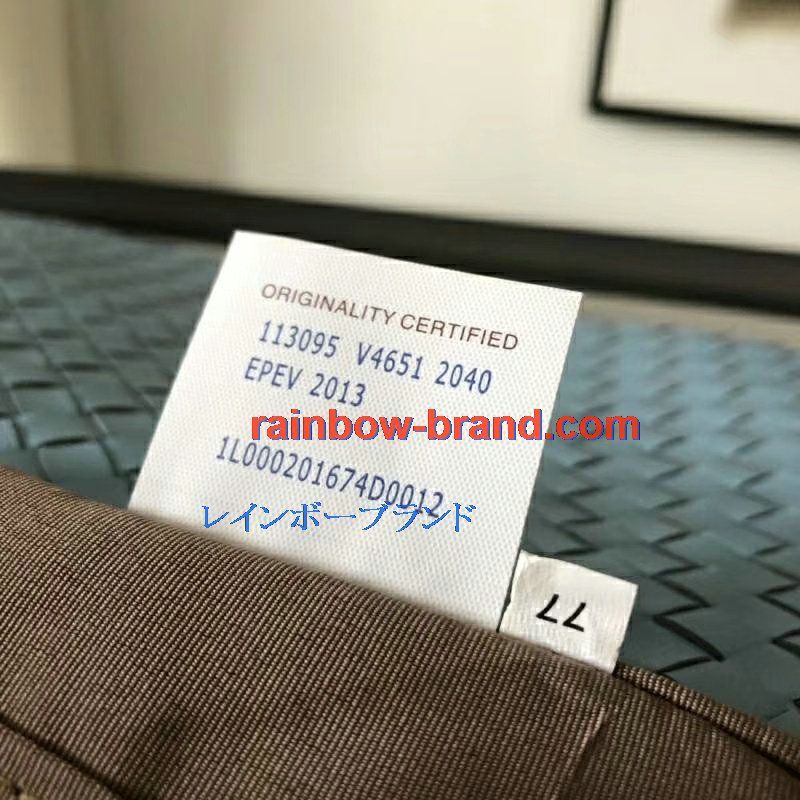 ORIGINALITY CERTIFIED
113095 V4651 2040
EPEV 2013
rainbow-brand.com
1L000201674D0012
レインボーブランド
77